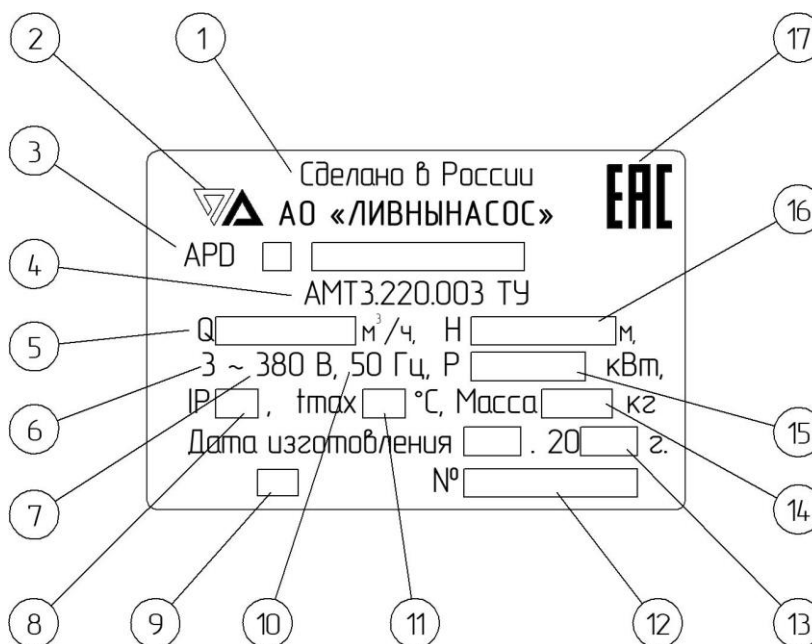 2
1
17
3
Сделано в России
EAC
АО «ЛИВНЫНАСОС»
16
APD
4
АМТ3.220.003 ТУ
5
Q м³/ч, Н м,
3 ~ 380 В, 50 Гц, Р кВт,
6
IP , tmax °С, Масса кг
15
Дата изготовления . 20 г.
7
№
14
8
9
10
11
12
13